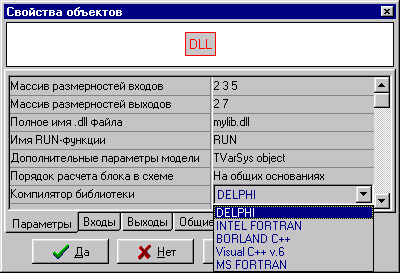 Свойства объектов
DLL
Массив размерностей входов 2 3 5
Массив размерностей выходов 2 7
Полное имя .dll файла mylib.dll
Имя RUN-функции RUN
Дополнительные параметры модели TVarSys object
Порядок расчета блока в схеме На общих основаниях
Компилятор библиотеки DELPHI
DELPHI
INTEL FORTRAN
BORLAND C++
Visual C++ v.6
MS FORTRAN
Параметры Входы Выходы Общие
Да Нет